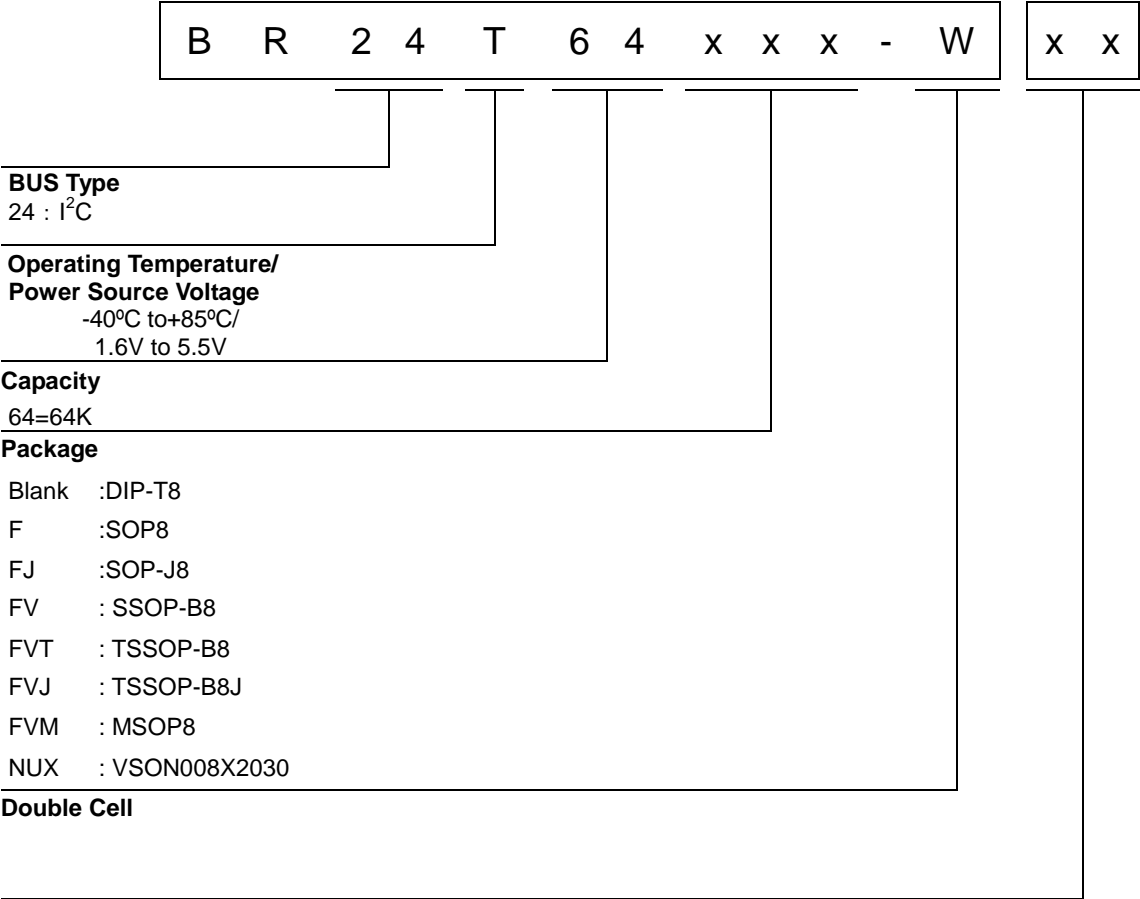 B R 2 4 T 6 4 x x x - W x x
BUS Type
24：I²C
Operating Temperature/
Power Source Voltage
-40ºC to+85ºC/
1.6V to 5.5V
Capacity
64=64K
Package
Blank :DIP-T8
F :SOP8
FJ :SOP-J8
FV : SSOP-B8
FVT : TSSOP-B8
FVJ : TSSOP-B8J
FVM : MSOP8
NUX : VSON008X2030
Double Cell